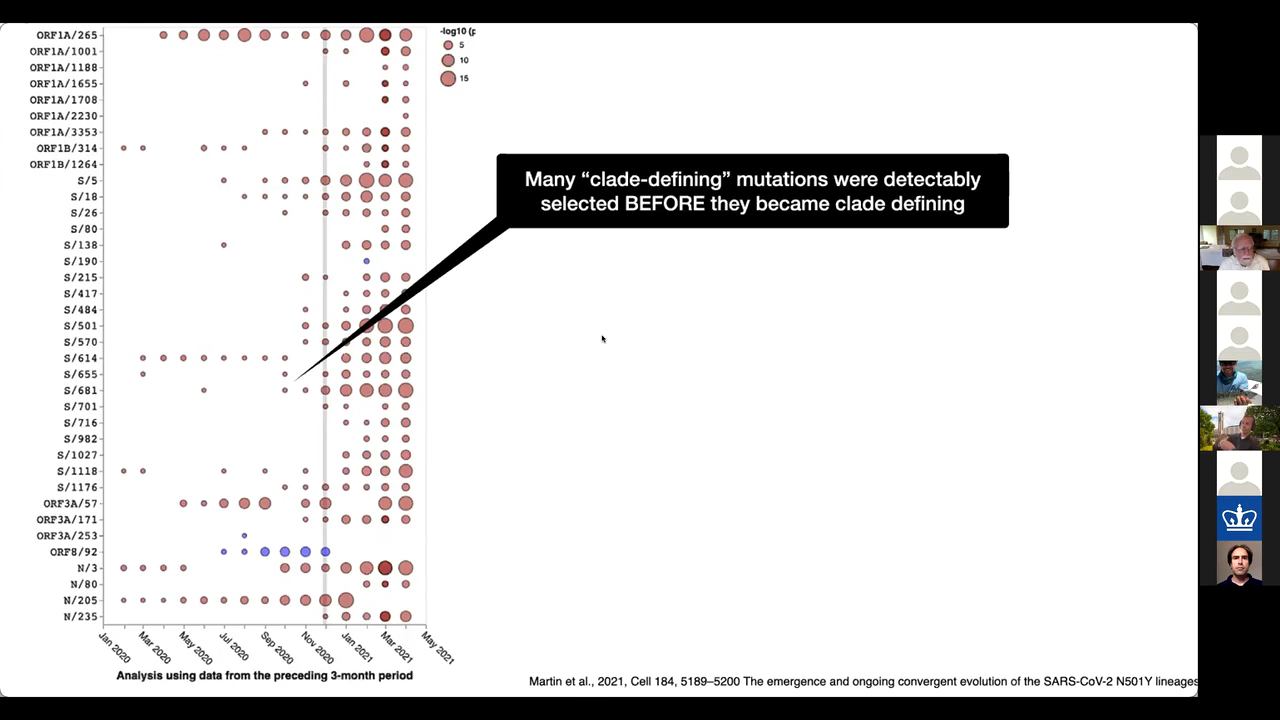 -log10 (p
5
10
15
ORF1A/265
ORF1A/1001
ORF1A/1188
ORF1A/1655
ORF1A/1708
ORF1A/2230
ORF1A/3353
ORF1B/314
ORF1B/1264
S/5
S/18
S/26
S/80
S/138
S/190
S/215
S/417
S/484
S/501
S/570
S/614
S/655
S/681
S/701
S/716
S/982
S/1027
S/1118
S/1176
ORF3A/57
ORF3A/171
ORF3A/253
ORF8/92
N/3
N/80
N/205
N/235
Many “clade-defining” mutations were detectably
selected BEFORE they became clade defining
Jan 2020
Mar 2020
May 2020
Jul 2020
Sep 2020
Nov 2020
Jan 2021
Mar 2021
May 2021
Analysis using data from the preceding 3-month period
Martin et al., 2021, Cell 184, 5189–5200 The emergence and ongoing convergent evolution of the SARS-CoV-2 N501Y lineages